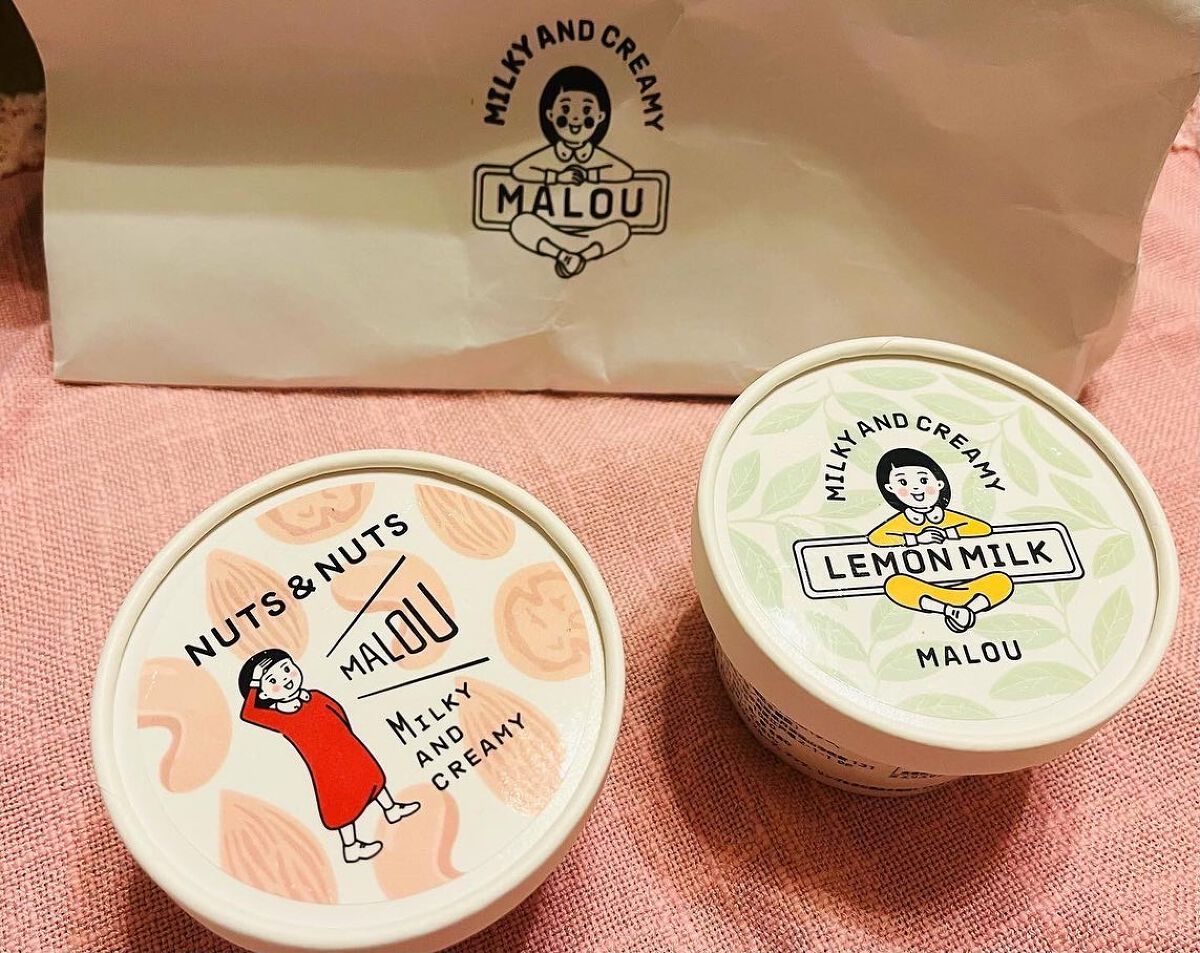 MILKY AND CREAMY
MALOU
NUTS & NUTS
MALOU
MILKY
AND
CREAMY
MILKY AND CREAMY
LEMON MILK
MALOU